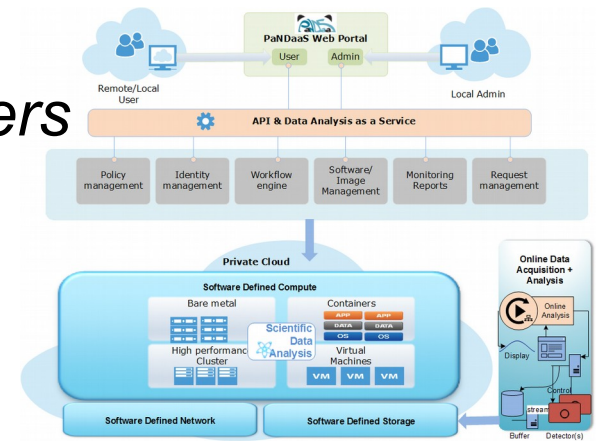 PaNDaaS Web Portal
User
Admin
Remote/Local
User
Local Admin
ers
API & Data Analysis as a Service
Policy
management
Identity
management
Workflow
engine
Software/
Image
Management
Monitoring
Reports
Request
management
Private Cloud
Software Defined Compute
Bare metal
Containers
APP
APP
DATA
DATA
OS
OS
Scientific
Data
Analysis
High performanc
Cluster
Virtual
Machines
VM
VM
VM
Software Defined Network
Software Defined Storage
Online Data
Acquisition +
Analysis
Online
Analysis
Display
Control
stream
Buffer
Detector(s)